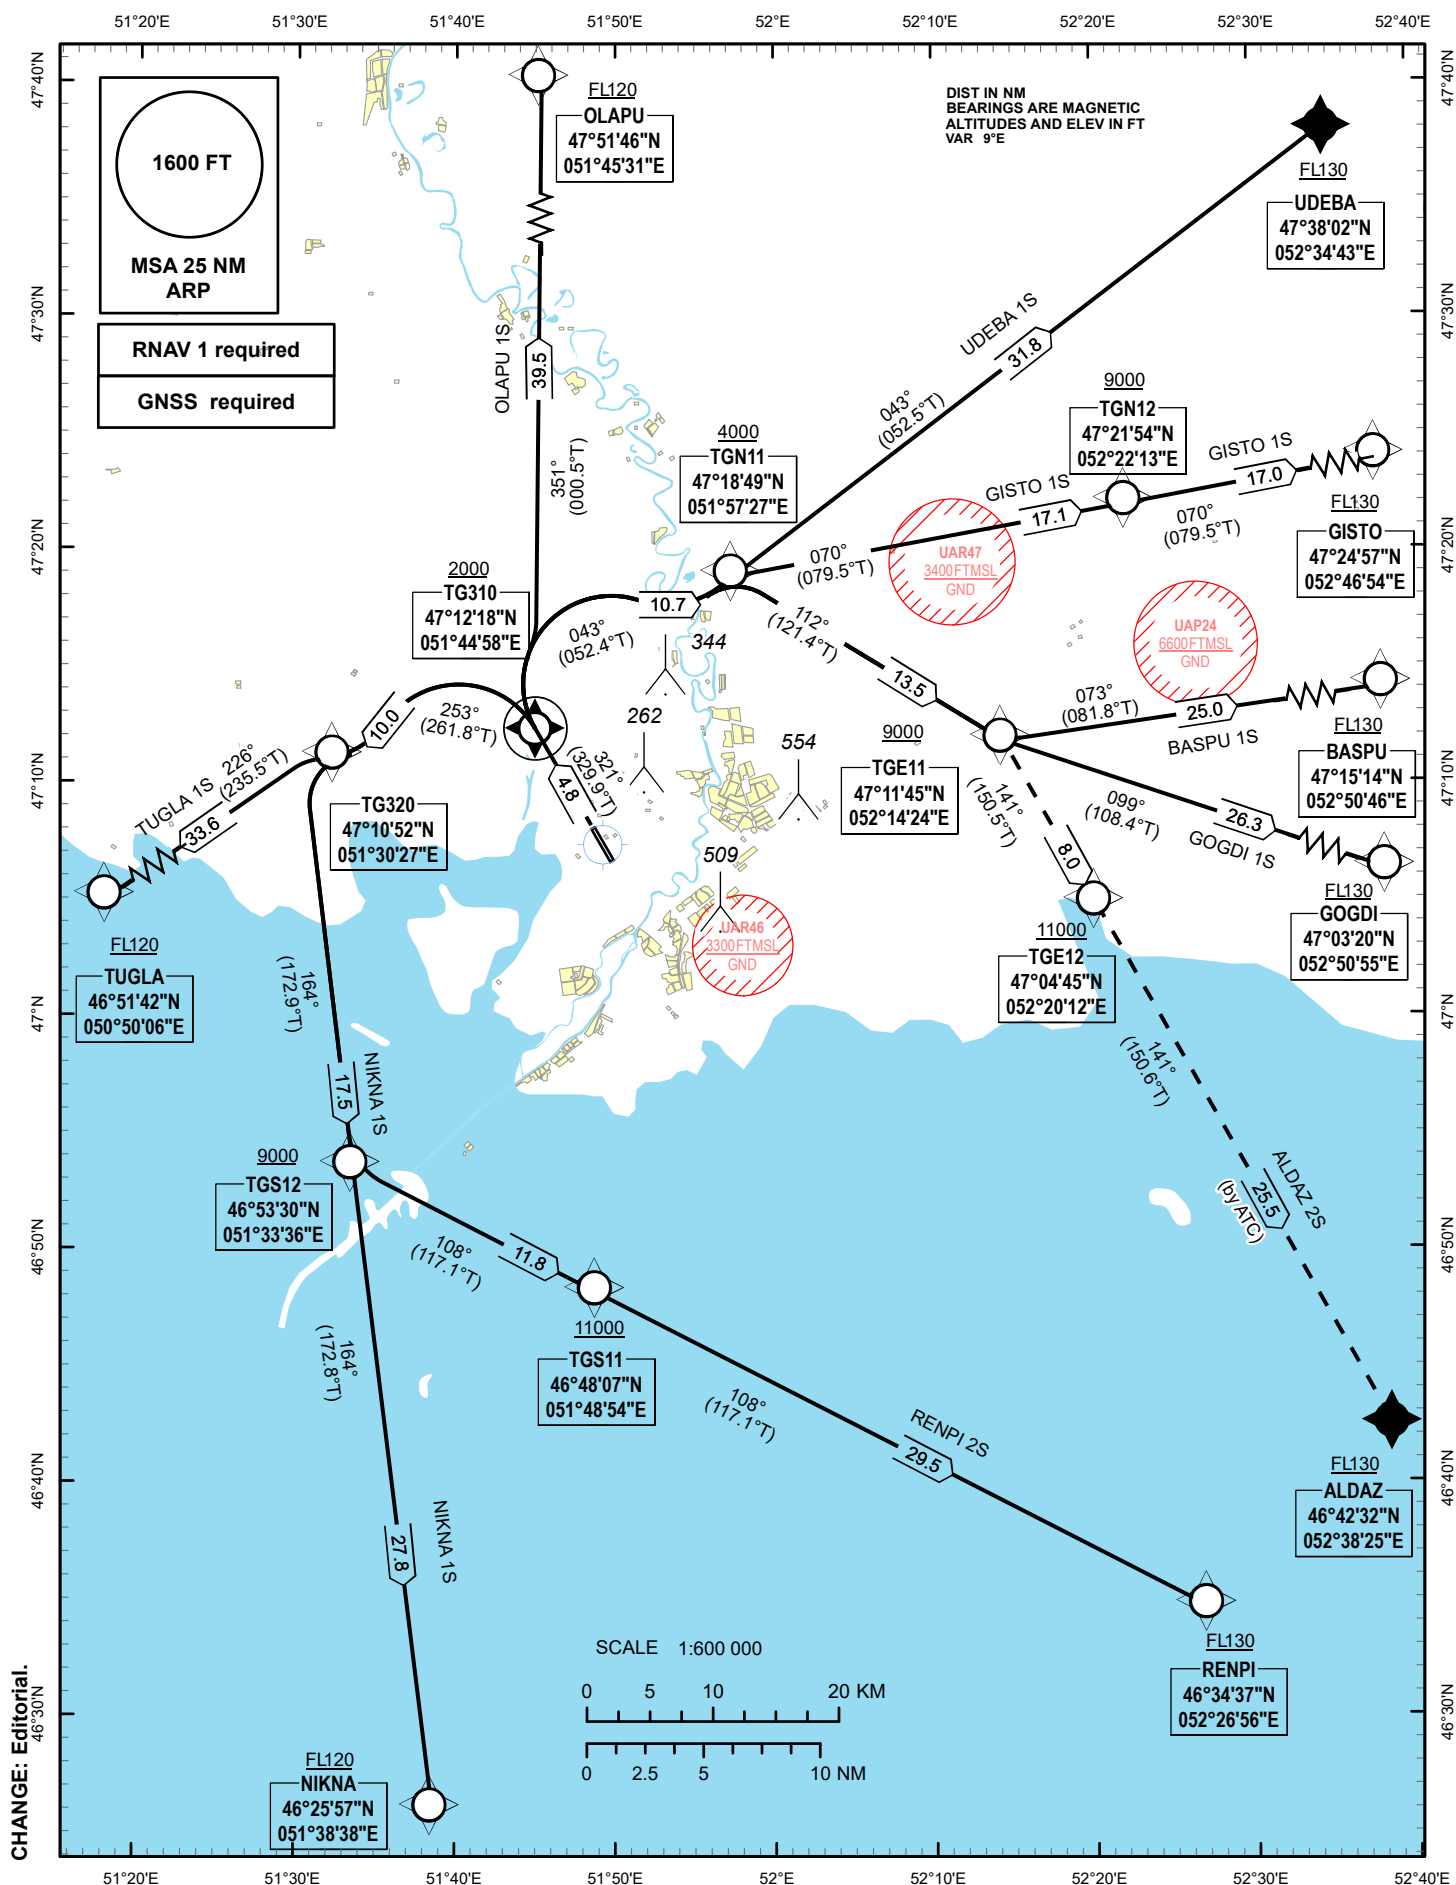 51°20'E
51°30'E
51°40'E
51°50'E
52°E
52°10'E
52°20'E
52°30'E
52°40'E
47°40'N
47°30'N
47°20'N
47°10'N
47°N
46°50'N
46°40'N
46°30'N
47°40'N
47°30'N
47°20'N
47°10'N
47°N
46°50'N
46°40'N
46°30'N
1600 FT
MSA 25 NM
ARP
RNAV 1 required
GNSS required
DIST IN NM
BEARINGS ARE MAGNETIC
ALTITUDES AND ELEV IN FT
VAR 9°E
FL120
OLAPU
47°51'46"N
051°45'31"E
FL130
UDEBA
47°38'02"N
052°34'43"E
OLAPU 1S
39.5
351°
(000.5°T)
UDEBA 1S
31.8
043°
(052.5°T)
9000
TGN12
47°21'54"N
052°22'13"E
4000
TGN11
47°18'49"N
051°57'27"E
GISTO 1S
17.1
GISTO 1S
17.0
070°
(079.5°T)
070°
(079.5°T)
FL130
GISTO
47°24'57"N
052°46'54"E
UAR47
3400FTMSL
GND
UAP24
6600FTMSL
GND
2000
TG310
47°12'18"N
051°44'58"E
10.7
043°
(052.4°T)
344
262
554
509
112°
(121.4°T)
13.5
9000
TGE11
47°11'45"N
052°14'24"E
073°
(081.8°T)
25.0
BASPU 1S
FL130
BASPU
47°15'14"N
052°50'46"E
099°
(108.4°T)
26.3
GOGDI 1S
FL130
GOGDI
47°03'20"N
052°50'55"E
141°
(150.5°T)
8.0
11000
TGE12
47°04'45"N
052°20'12"E
10.0
253°
(261.8°T)
321°
(329.9°T)
4.8
TUGLA 1S
226°
(235.5°T)
33.6
TG320
47°10'52"N
051°30'27"E
FL120
TUGLA
46°51'42"N
050°50'06"E
UAR46
3300FTMSL
GND
164°
(172.9°T)
17.5
NIKNA 1S
9000
TGS12
46°53'30"N
051°33'36"E
108°
(117.1°T)
11.8
11000
TGS11
46°48'07"N
051°48'54"E
141°
(150.6°T)
ALDAZ 2S
25.5
(by ATC)
164°
(172.8°T)
27.8
NIKNA 1S
108°
(117.1°T)
RENPI 2S
29.5
FL130
ALDAZ
46°42'32"N
052°38'25"E
FL130
RENPI
46°34'37"N
052°26'56"E
SCALE 1:600 000
0 5 10 20 KM
0 2.5 5 10 NM
FL120
NIKNA
46°25'57"N
051°38'38"E
CHANGE: Editorial.
51°20'E
51°30'E
51°40'E
51°50'E
52°E
52°10'E
52°20'E
52°30'E
52°40'E